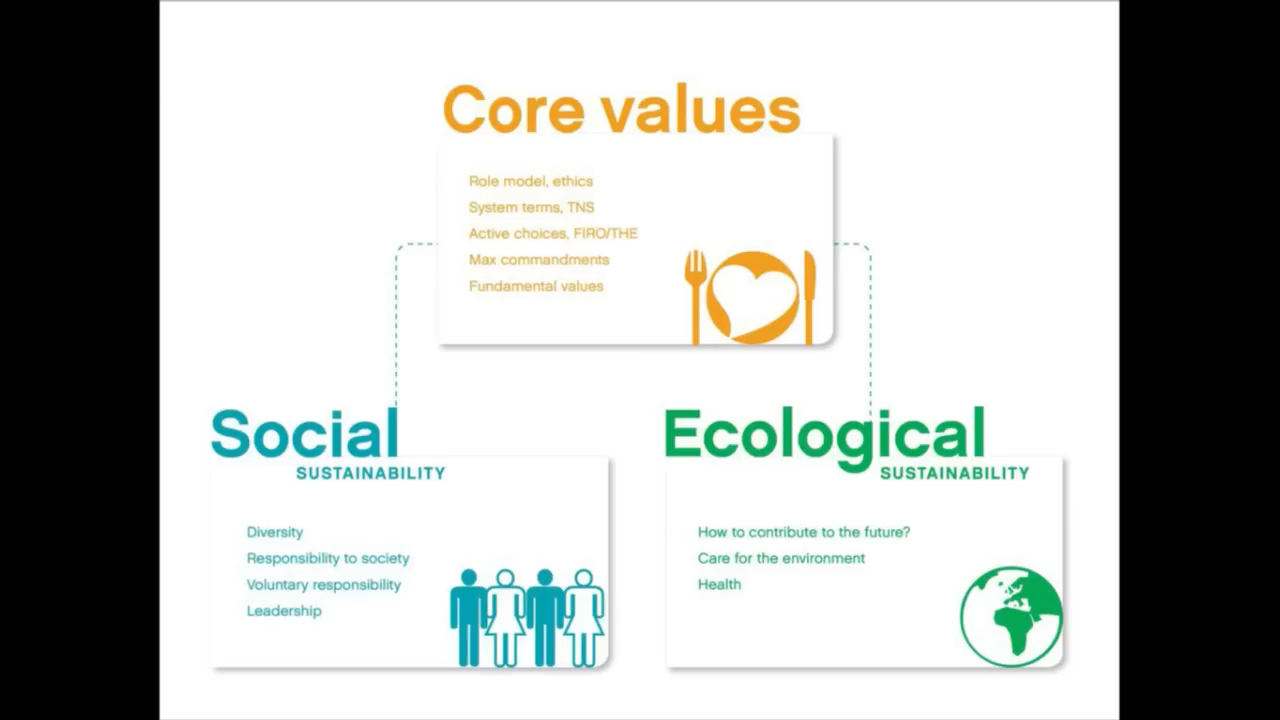 Core values
Role model, ethics
System terms, TNS
Active choices, FIRO/THE
Max commandments
Fundamental values
Social
SUSTAINABILITY
Diversity
Responsibility to society
Voluntary responsibility
Leadership
Ecological
SUSTAINABILITY
How to contribute to the future?
Care for the environment
Health